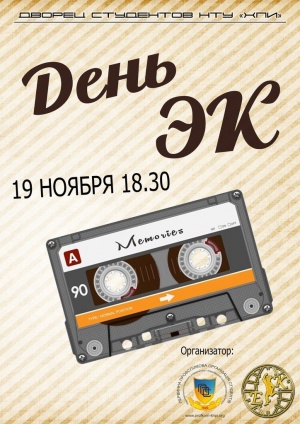 ДВОРЕЦ СТУДЕНТОВ НТУ «ХПИ»
День
ЭК
19 НОЯБРЯ 18.30
Memories
A
90
Организатор: